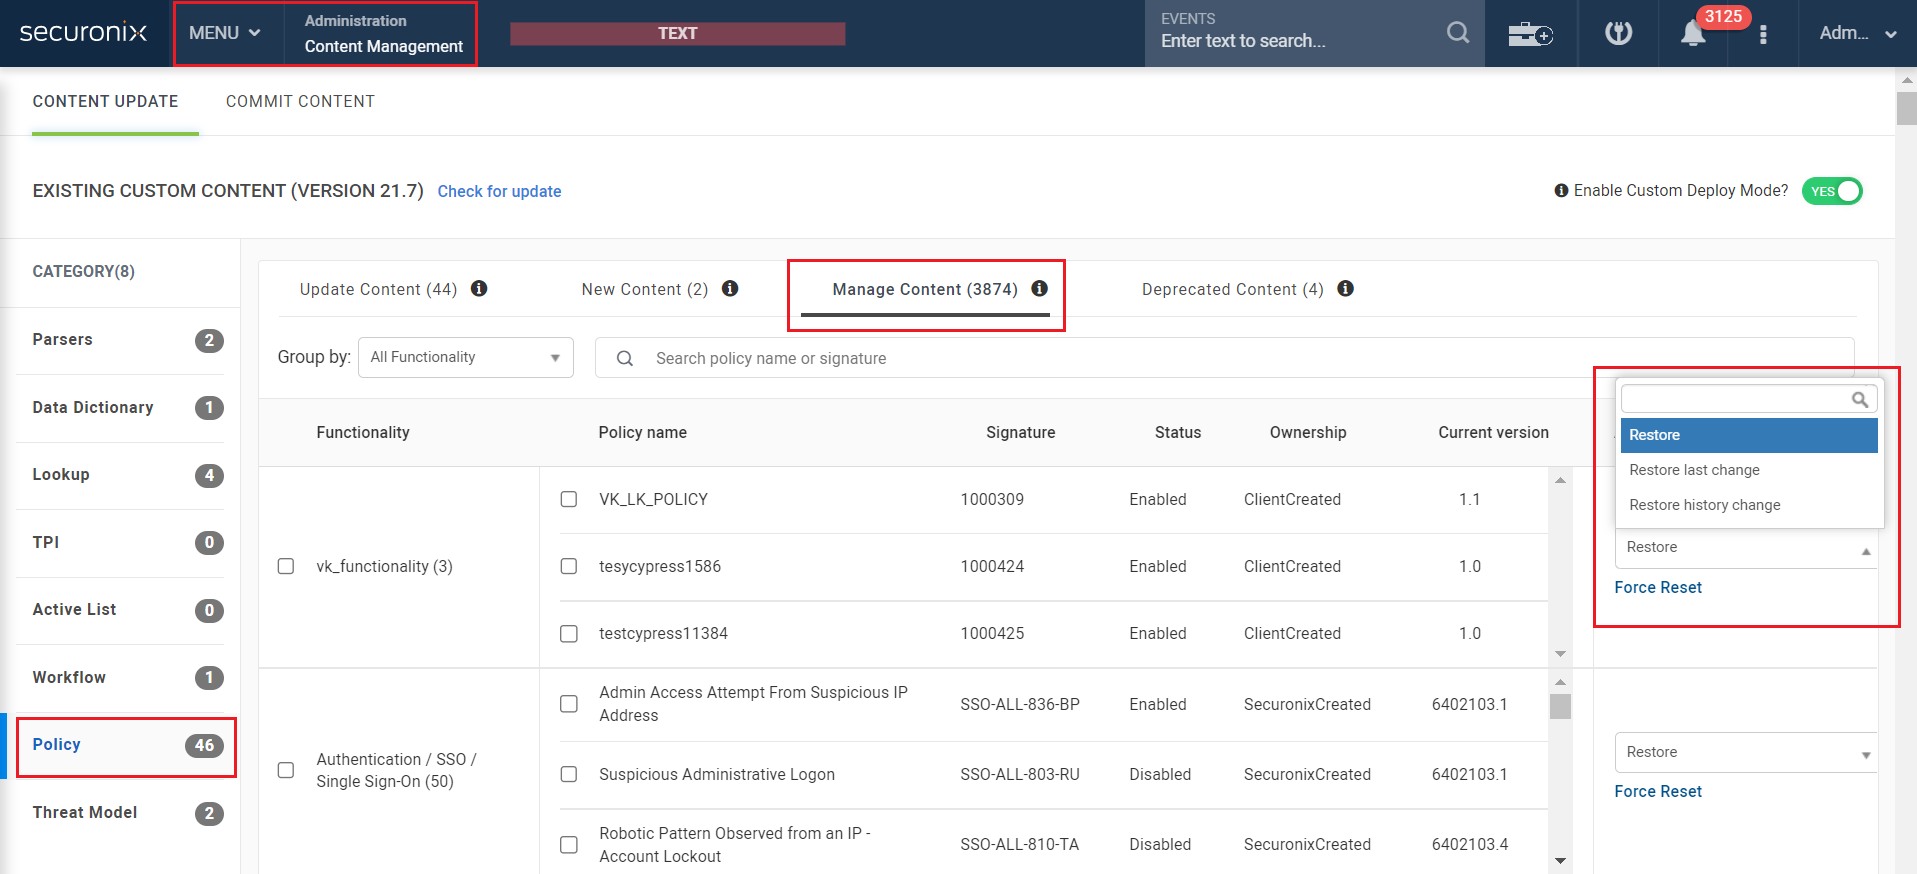 securonix
MENU
Administration
Content Management
TEXT
EVENTS
Enter text to search...
3125
Adm...
CONTENT UPDATE
COMMIT CONTENT
EXISTING CUSTOM CONTENT (VERSION 21.7) Check for update
Enable Custom Deploy Mode? YES
CATEGORY(8)
Parsers 2
Data Dictionary 1
Lookup 4
TPI 0
Active List 0
Workflow 1
Policy 46
Threat Model 2
Update Content (44)
New Content (2)
Manage Content (3874)
Deprecated Content (4)
Group by: All Functionality
Search policy name or signature
Functionality Policy name Signature Status Ownership Current version
vk_functionality (3)
VK_LK_POLICY 1000309 Enabled ClientCreated 1.1
tesycypress1586 1000424 Enabled ClientCreated 1.0
testcypress11384 1000425 Enabled ClientCreated 1.0
Restore
Restore last change
Restore history change
Restore
Force Reset
Authentication / SSO /
Single Sign-On (50)
Admin Access Attempt From Suspicious IP
Address
SSO-ALL-836-BP Enabled SecuronixCreated 6402103.1
Suspicious Administrative Logon SSO-ALL-803-RU Disabled SecuronixCreated 6402103.1
Robotic Pattern Observed from an IP -
Account Lockout
SSO-ALL-810-TA Disabled SecuronixCreated 6402103.4
Restore
Force Reset